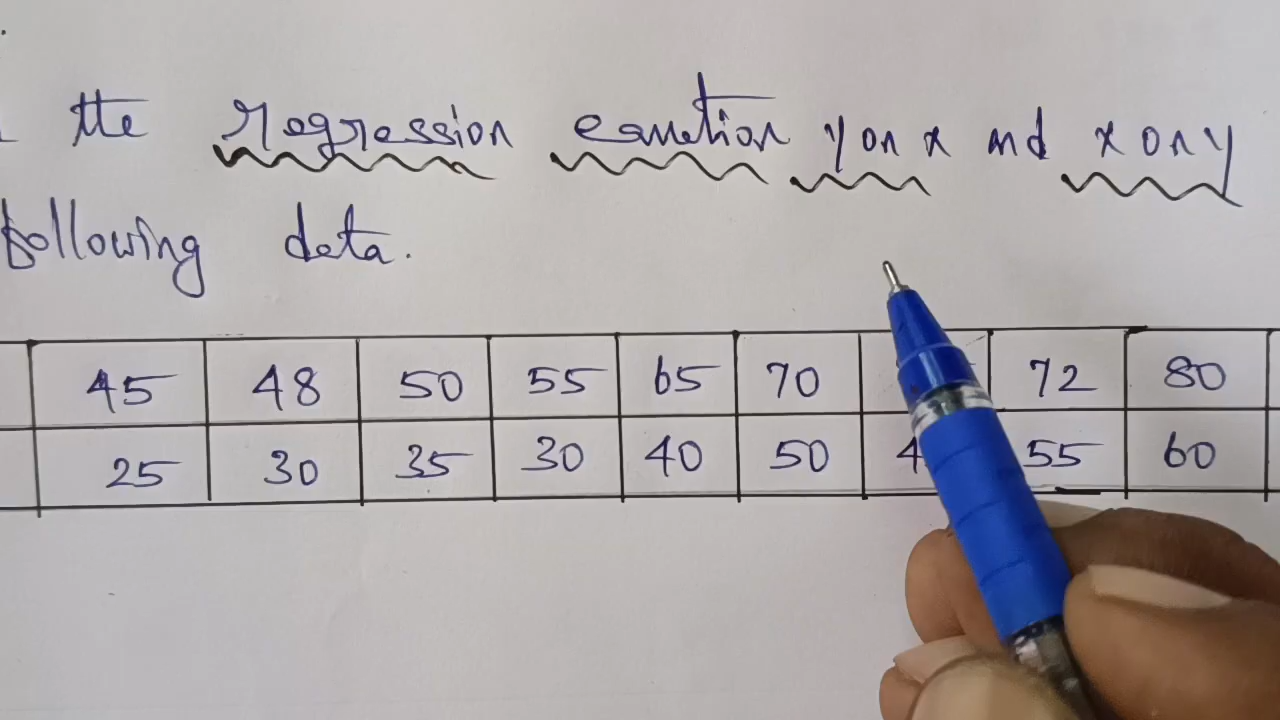 the regression equation y on x and x on y
following data.
45 48 50 55 65 70 72 80
25 30 35 30 40 50 4 55 60